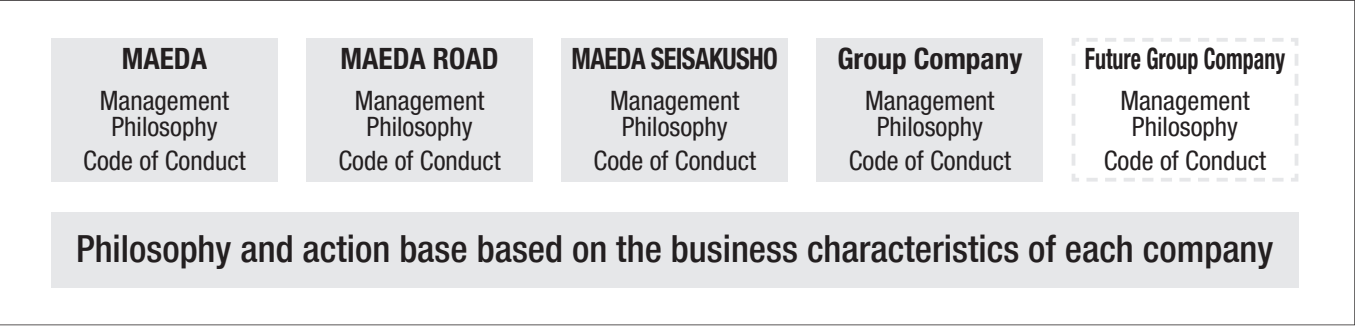 MAEDA
Management
Philosophy
Code of Conduct
MAEDA ROAD
Management
Philosophy
Code of Conduct
MAEDA SEISAKUSHO
Management
Philosophy
Code of Conduct
Group Company
Management
Philosophy
Code of Conduct
Future Group Company
Management
Philosophy
Code of Conduct
Philosophy and action base based on the business characteristics of each company